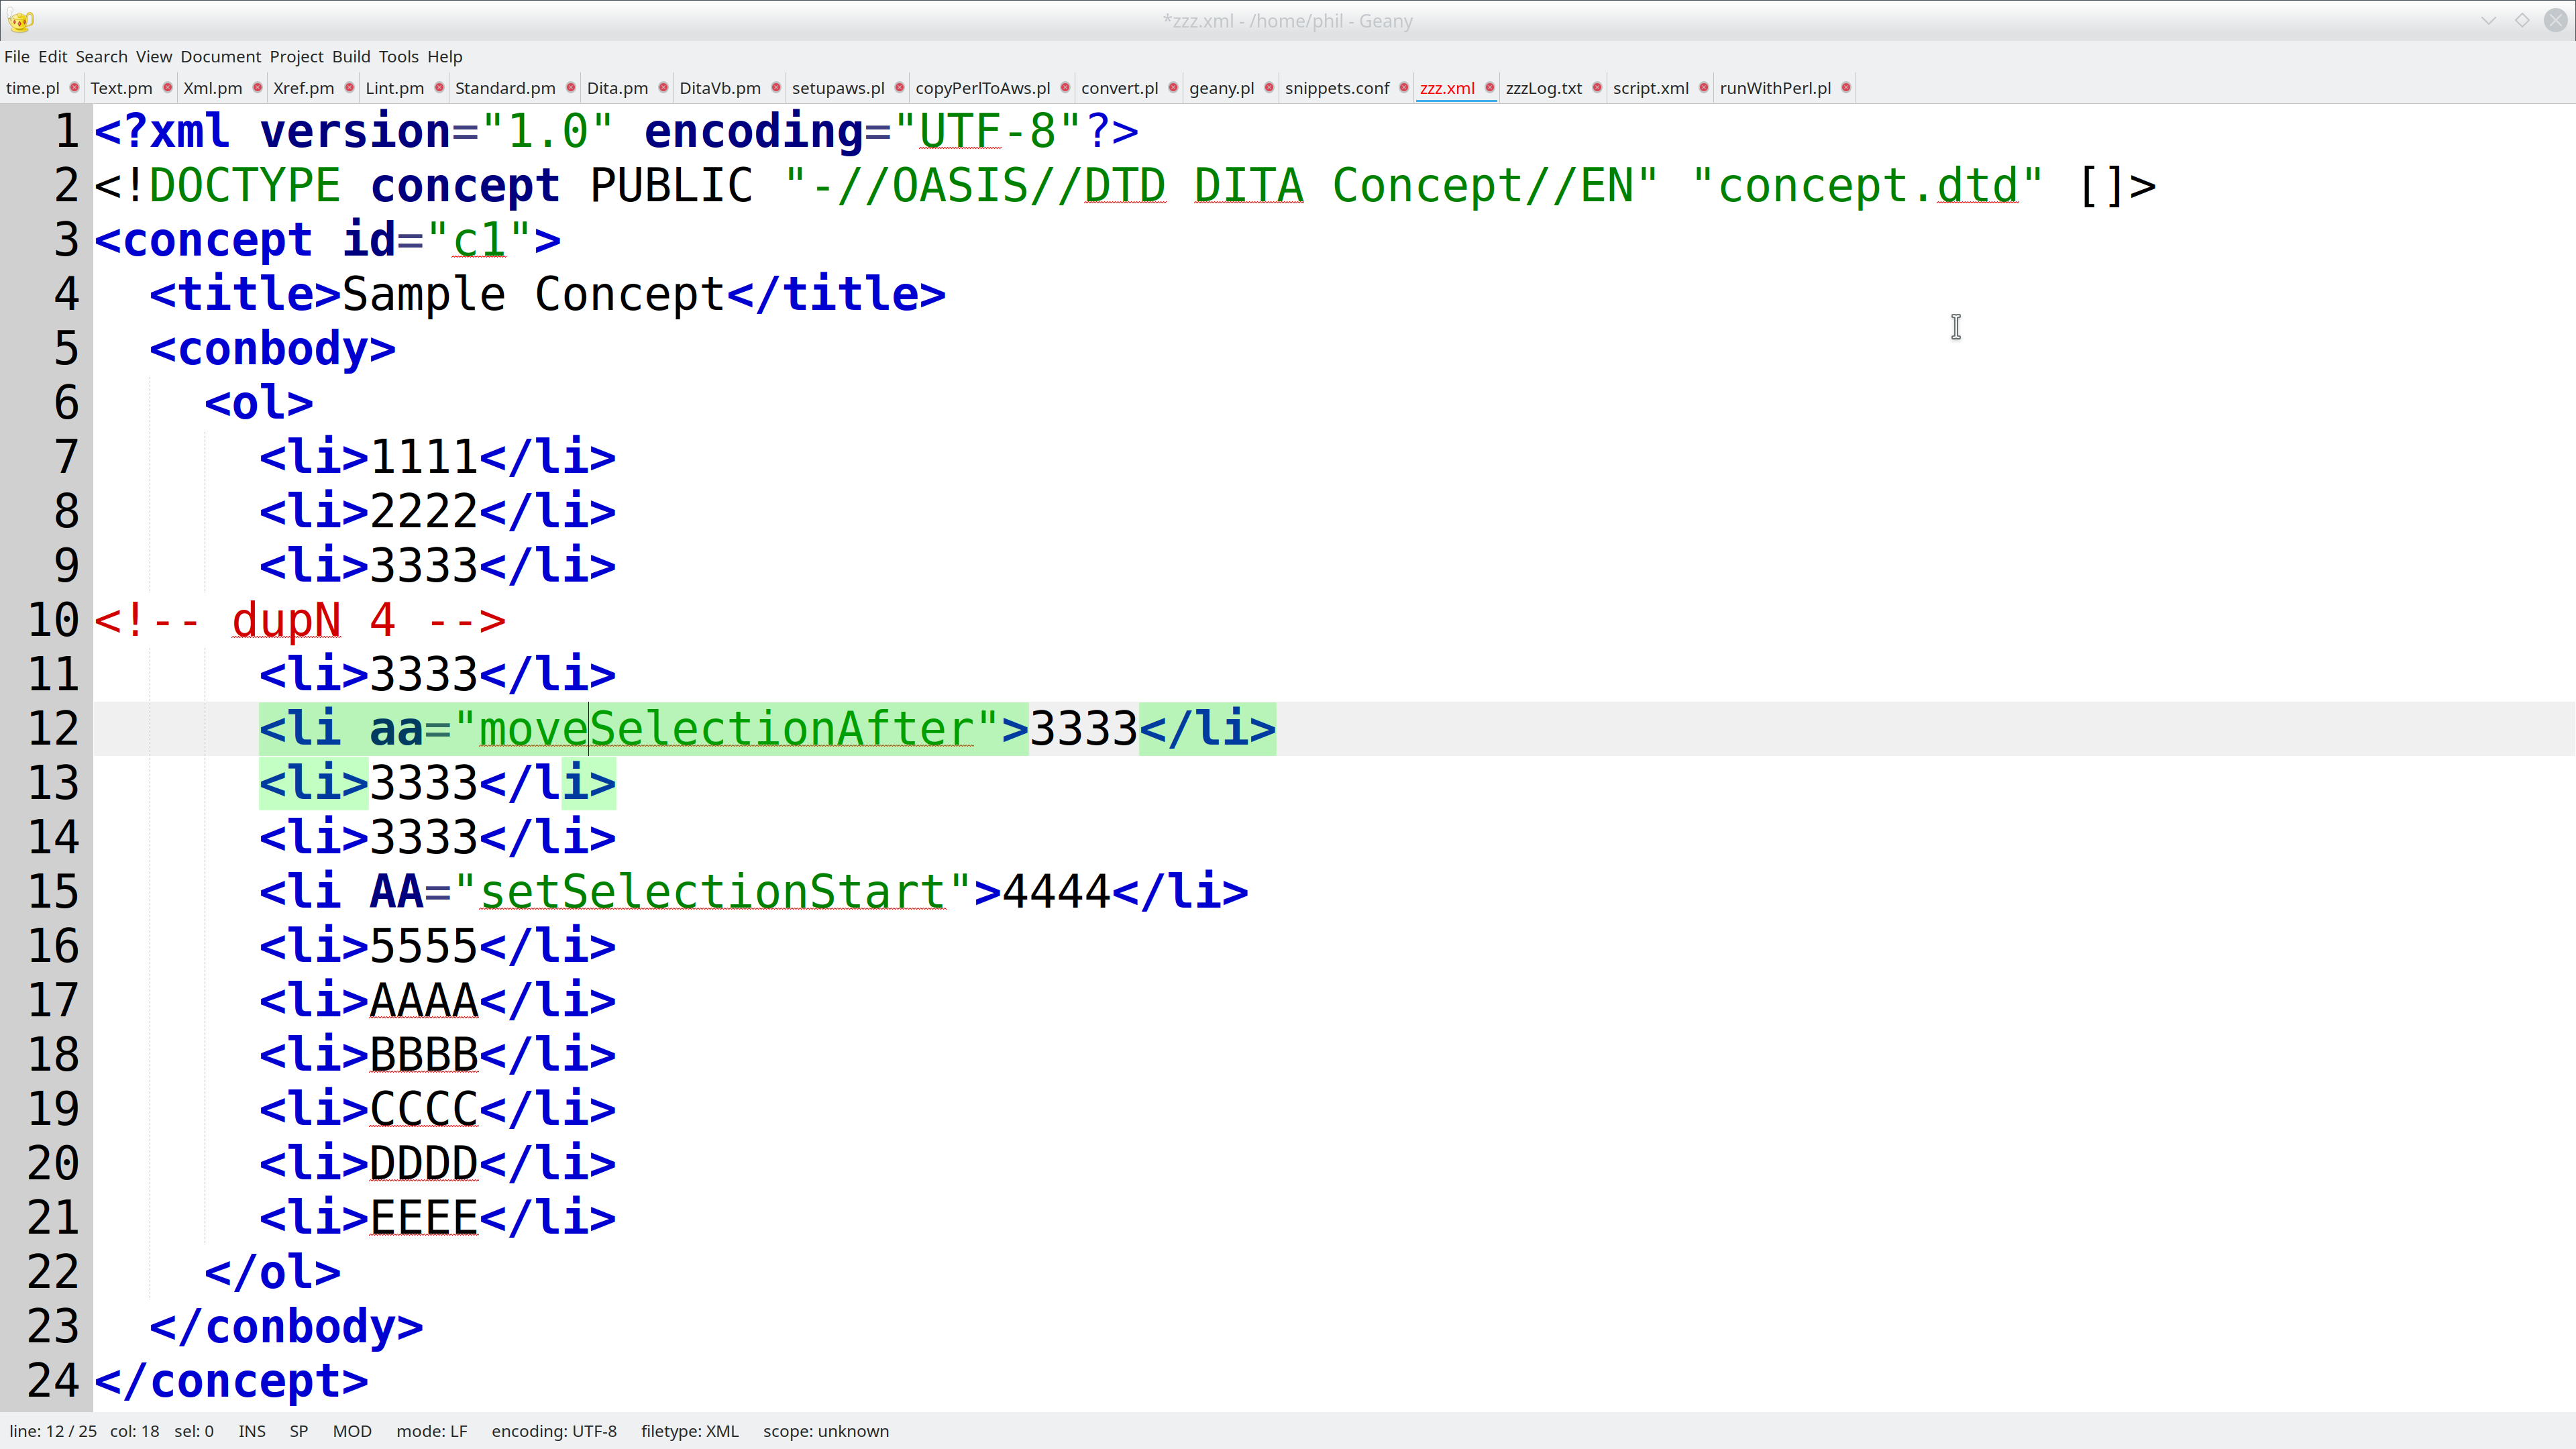 *zzz.xml - /home/phil - Geany
File Edit Search View Document Project Build Tools Help
time.pl Text.pm Xml.pm Xref.pm Lint.pm Standard.pm Dita.pm DitaVb.pm setupaws.pl copyPerlToAws.pl convert.pl geany.pl snippets.conf zzz.xml zzzLog.txt script.xml runWithPerl.pl
1 <?xml version="1.0" encoding="UTF-8"?>
2 <!DOCTYPE concept PUBLIC "-//OASIS//DTD DITA Concept//EN" "concept.dtd" []>
3 <concept id="c1">
4 <title>Sample Concept</title>
5 <conbody>
6 <ol>
7 <li>1111</li>
8 <li>2222</li>
9 <li>3333</li>
10 <!-- dupN 4 -->
11 <li>3333</li>
12 <li aa="moveSelectionAfter">3333</li>
13 <li>3333</li>
14 <li>3333</li>
15 <li AA="setSelectionStart">4444</li>
16 <li>5555</li>
17 <li>AAAA</li>
18 <li>BBBB</li>
19 <li>CCCC</li>
20 <li>DDDD</li>
21 <li>EEEE</li>
22 </ol>
23 </conbody>
24 </concept>
line: 12 / 25 col: 18 sel: 0 INS SP MOD mode: LF encoding: UTF-8 filetype: XML scope: unknown